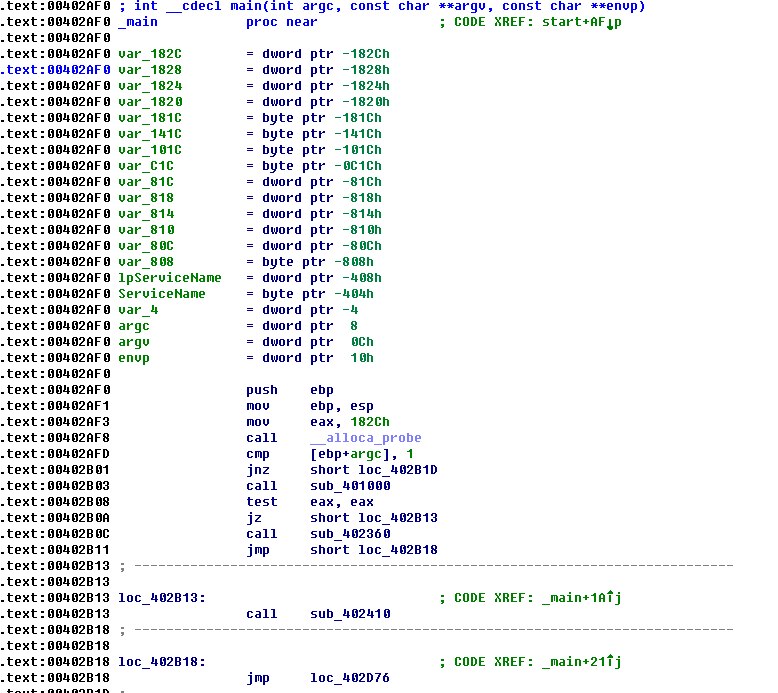 .text:00402AF0 ; int __cdecl main(int argc, const char **argv, const char **envp)
.text:00402AF0 _main           proc near               ; CODE XREF: start+AF↓p
.text:00402AF0
.text:00402AF0 var_182C        = dword ptr -182Ch
.text:00402AF0 var_1828        = dword ptr -1828h
.text:00402AF0 var_1824        = dword ptr -1824h
.text:00402AF0 var_1820        = dword ptr -1820h
.text:00402AF0 var_181C        = byte ptr -181Ch
.text:00402AF0 var_141C        = byte ptr -141Ch
.text:00402AF0 var_101C        = byte ptr -101Ch
.text:00402AF0 var_C1C         = byte ptr -0C1Ch
.text:00402AF0 var_81C         = dword ptr -81Ch
.text:00402AF0 var_818         = dword ptr -818h
.text:00402AF0 var_814         = dword ptr -814h
.text:00402AF0 var_810         = dword ptr -810h
.text:00402AF0 var_80C         = dword ptr -80Ch
.text:00402AF0 var_808         = byte ptr -808h
.text:00402AF0 lpServiceName   = dword ptr -408h
.text:00402AF0 ServiceName     = byte ptr -404h
.text:00402AF0 var_4           = dword ptr -4
.text:00402AF0 argc            = dword ptr  8
.text:00402AF0 argv            = dword ptr  0Ch
.text:00402AF0 envp            = dword ptr  10h
.text:00402AF0
.text:00402AF0                 push    ebp
.text:00402AF1                 mov     ebp, esp
.text:00402AF3                 mov     eax, 182Ch
.text:00402AF8                 call    __alloca_probe
.text:00402AFD                 cmp     [ebp+argc], 1
.text:00402B01                 jnz     short loc_402B1D
.text:00402B03                 call    sub_401000
.text:00402B08                 test    eax, eax
.text:00402B0A                 jz      short loc_402B13
.text:00402B0C                 call    sub_402360
.text:00402B11                 jmp     short loc_402B18
.text:00402B13 ; ---------------------------------------------------------------------------
.text:00402B13
.text:00402B13 loc_402B13:                             ; CODE XREF: _main+1A↑j
.text:00402B13                 call    sub_402410
.text:00402B18 ; ---------------------------------------------------------------------------
.text:00402B18
.text:00402B18 loc_402B18:                             ; CODE XREF: _main+21↑j
.text:00402B18                 jmp     loc_402D76
.text:00402B1D ;